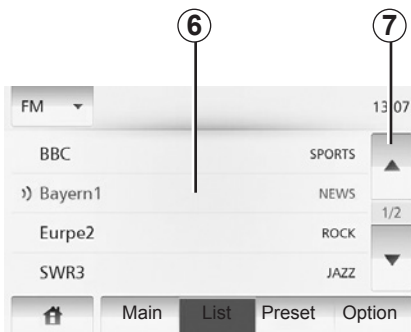 6 7
FM 13:07
BBC SPORTS
Bayern1 NEWS
1/2
Eurpe2 ROCK
SWR3 JAZZ
Main List Preset Option